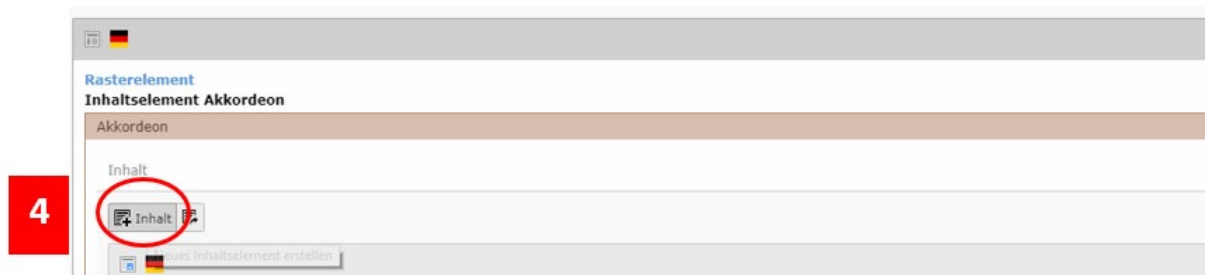 Rasterelement
Inhaltselement Akkordeon
Akkordeon
Inhalt
4
Inhalt
Neues Inhaltselement erstellen